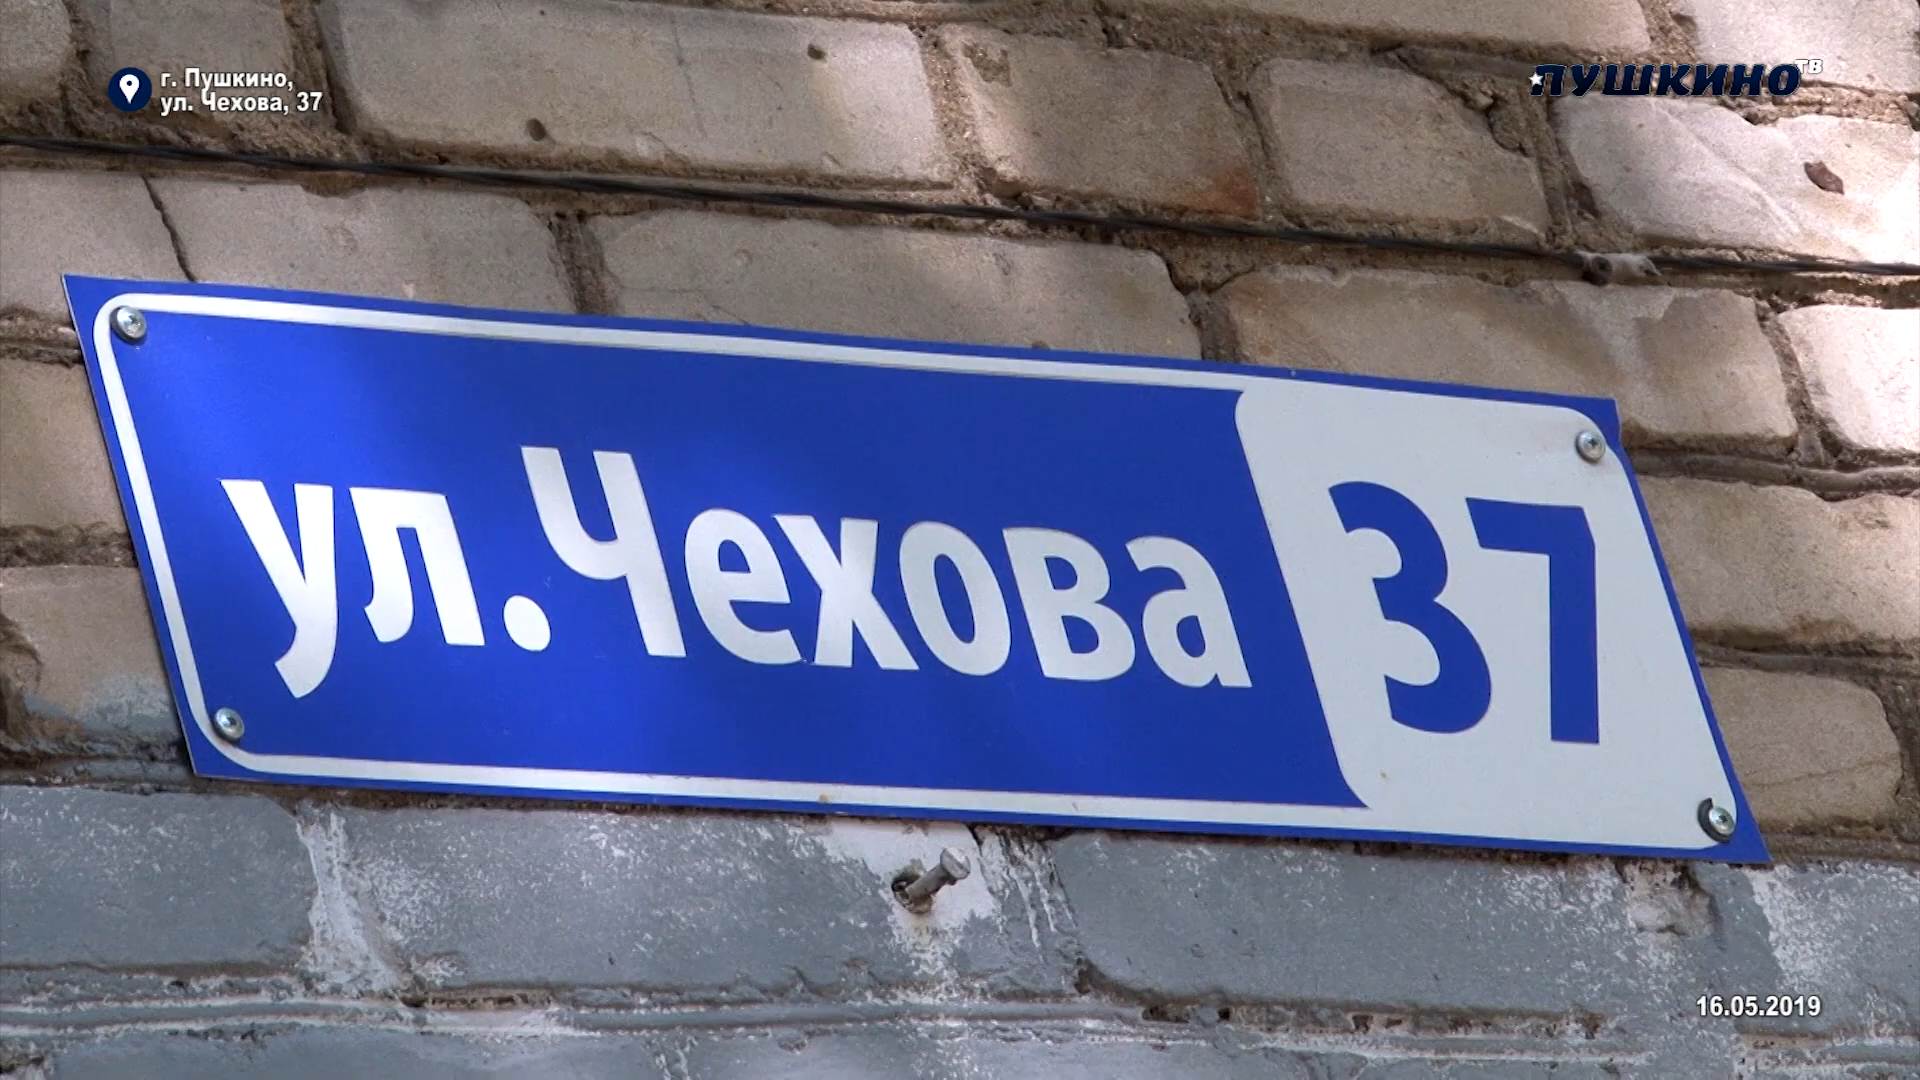 г. Пушкино,
ул. Чехова, 37
ПУШКИНО ТВ
ул. Чехова 37
16.05.2019